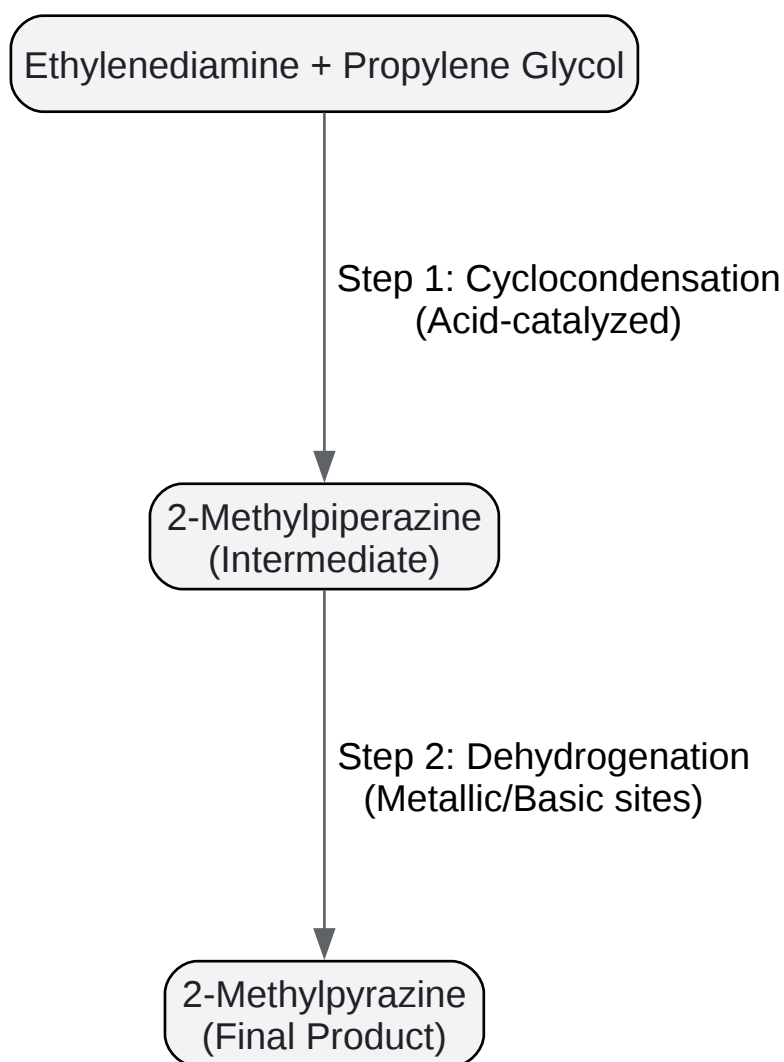 Ethylenediamine + Propylene Glycol
Step 1: Cyclocondensation
(Acid-catalyzed)
2-Methylpiperazine
(Intermediate)
Step 2: Dehydrogenation
(Metallic/Basic sites)
2-Methylpyrazine
(Final Product)